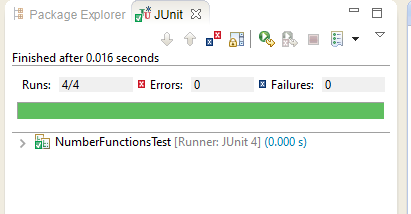 Package Explorer JUnit
Finished after 0.016 seconds
Runs: 4/4 Errors: 0 Failures: 0
NumberFunctionsTest [Runner: JUnit 4] (0.000 s)